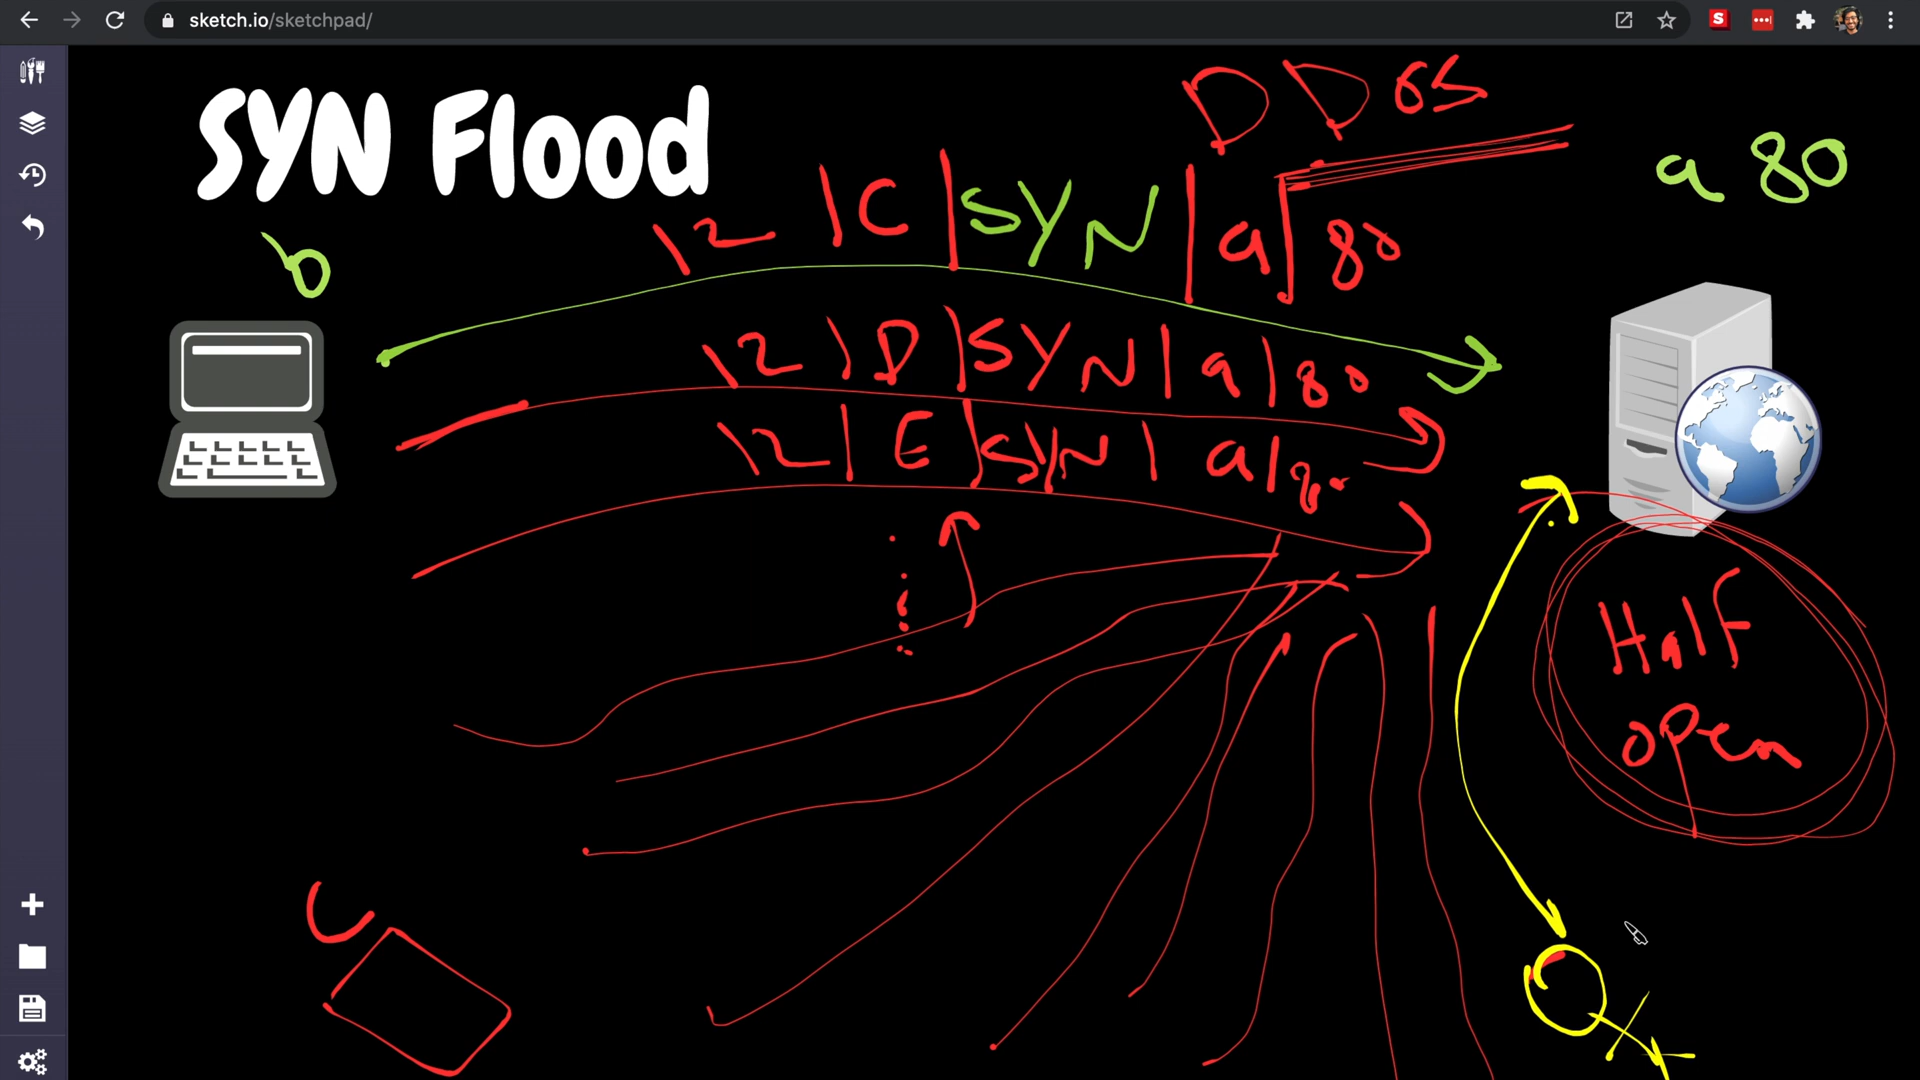 sketch.io/sketchpad/
SYN Flood
DDOS
a 80
b
12 | C | SYN | a | 80
12 | D | SYN | a | 80
12 | E | SYN | a | 80
Half
open